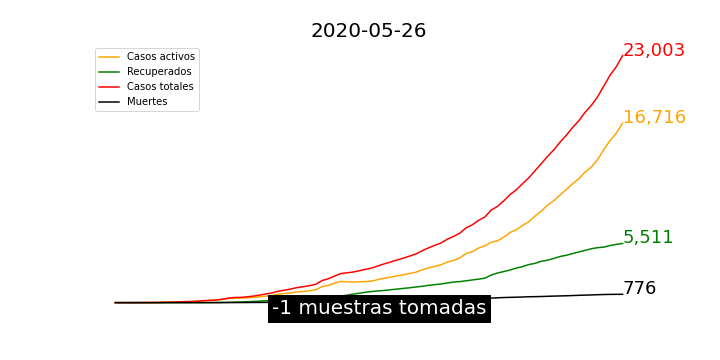 2020-05-26
Casos activos
Recuperados
Casos totales
Muertes
23,003
16,716
5,511
776
-1 muestras tomadas